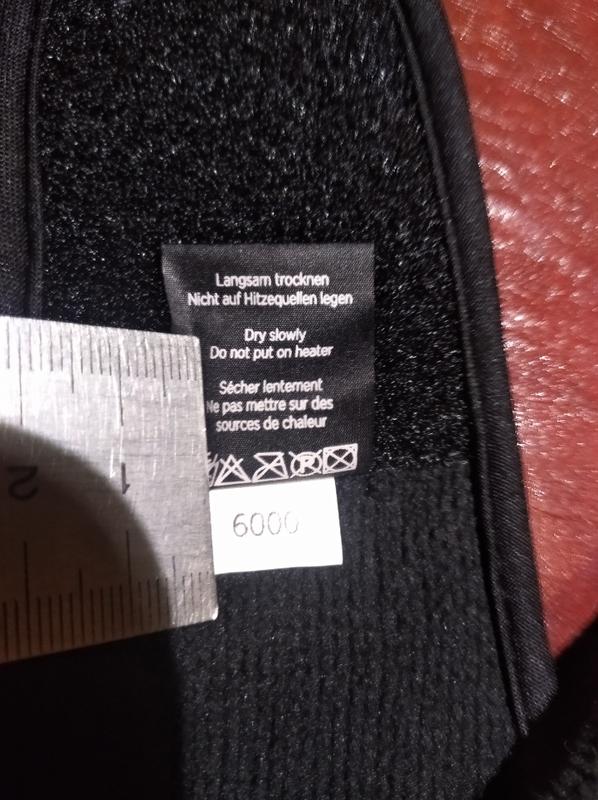 Langsam trocknen
Nicht auf Hitzequellen legen
Dry slowly
Do not put on heater
Sécher lentement
Ne pas mettre sur des
sources de chaleur
P
6000
2 1